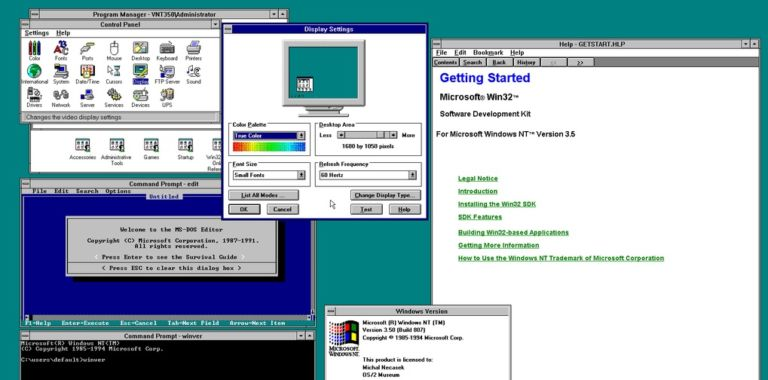 Program Manager - VNT350\Administrator
Control Panel
Settings Help
Color Fonts Ports Mouse Desktop Keyboard Printers
International System Date/Time Cursors Display FTP Server Sound
Drivers Network Server Services Devices UPS
Changes the video display settings
Accessories Administrative Tools Games Startup
Display Settings
Color Palette
True Color
Desktop Area
Less More
1680 by 1050 pixels
Font Size
Small Fonts
Refresh Frequency
60 Hertz
List All Modes...
Change Display Type...
OK Cancel Test Help
Help - GETSTART.HLP
File Edit Bookmark Help
Contents Search Back History << >>
Getting Started
Microsoft® Win32™
Software Development Kit
For Microsoft Windows NT™ Version 3.5
Legal Notice
Introduction
Installing the Win32 SDK
SDK Features
Building Win32-based Applications
Getting More Information
How to Use the Windows NT Trademark of Microsoft Corporation
Command Prompt - edit
File Edit Search Options
Untitled
Welcome to the MS-DOS Editor
Copyright (C) Microsoft Corporation, 1987-1991.
All rights reserved.
< Press Enter to see the Survival Guide >
< Press ESC to clear this dialog box >
F1=Help Enter=Execute Esc=Cancel Tab=Next Field Arrow=Next Item
Command Prompt - winver
Microsoft(R) Windows NT(TM)
(C) Copyright 1985-1994 Microsoft Corp.
C:\users\default>winver
Windows Version
MICROSOFT
WINDOWS NT
Microsoft (R) Windows NT (TM)
Version 3.50 (Build 807)
Copyright © 1985-1994 Microsoft Corp.
This product is licensed to:
Michal Necasek
OS/2 Museum